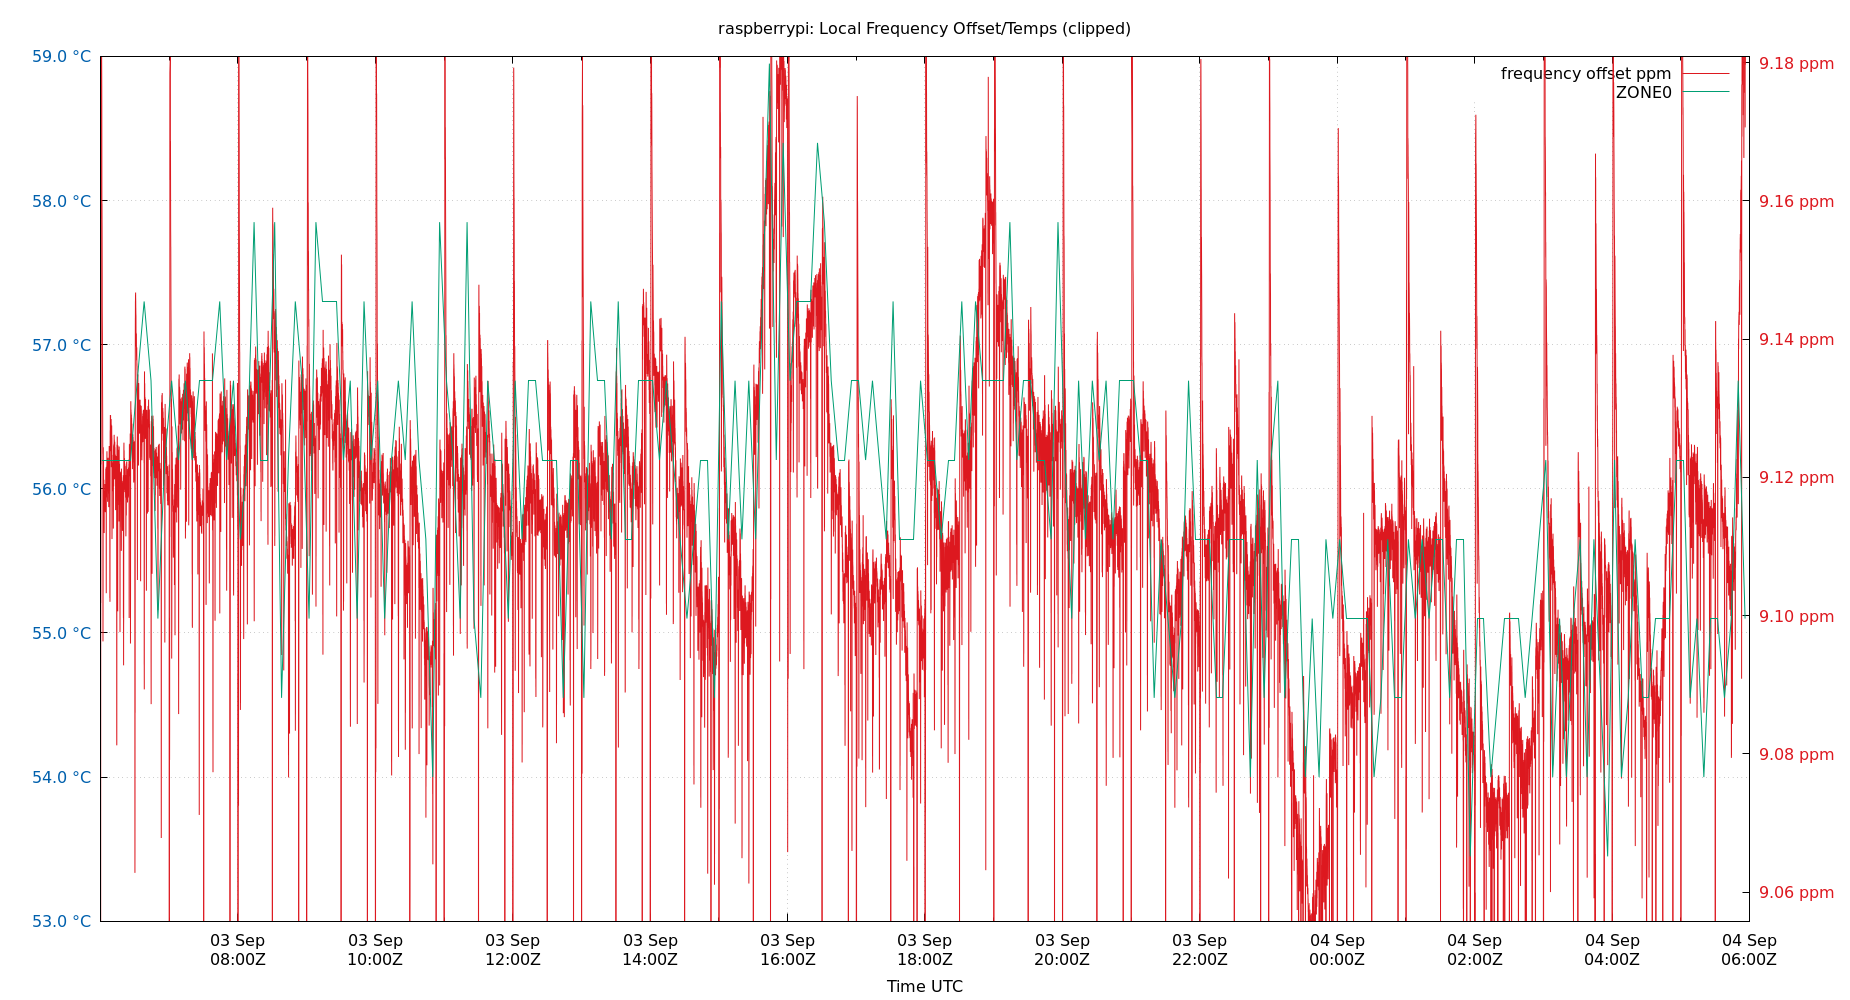 raspberrypi: Local Frequency Offset/Temps (clipped)
59.0 °C
58.0 °C
57.0 °C
56.0 °C
55.0 °C
54.0 °C
53.0 °C
frequency offset ppm
ZONE0
9.18 ppm
9.16 ppm
9.14 ppm
9.12 ppm
9.10 ppm
9.08 ppm
9.06 ppm
03 Sep
08:00Z
03 Sep
10:00Z
03 Sep
12:00Z
03 Sep
14:00Z
03 Sep
16:00Z
03 Sep
18:00Z
03 Sep
20:00Z
03 Sep
22:00Z
04 Sep
00:00Z
04 Sep
02:00Z
04 Sep
04:00Z
04 Sep
06:00Z
Time UTC